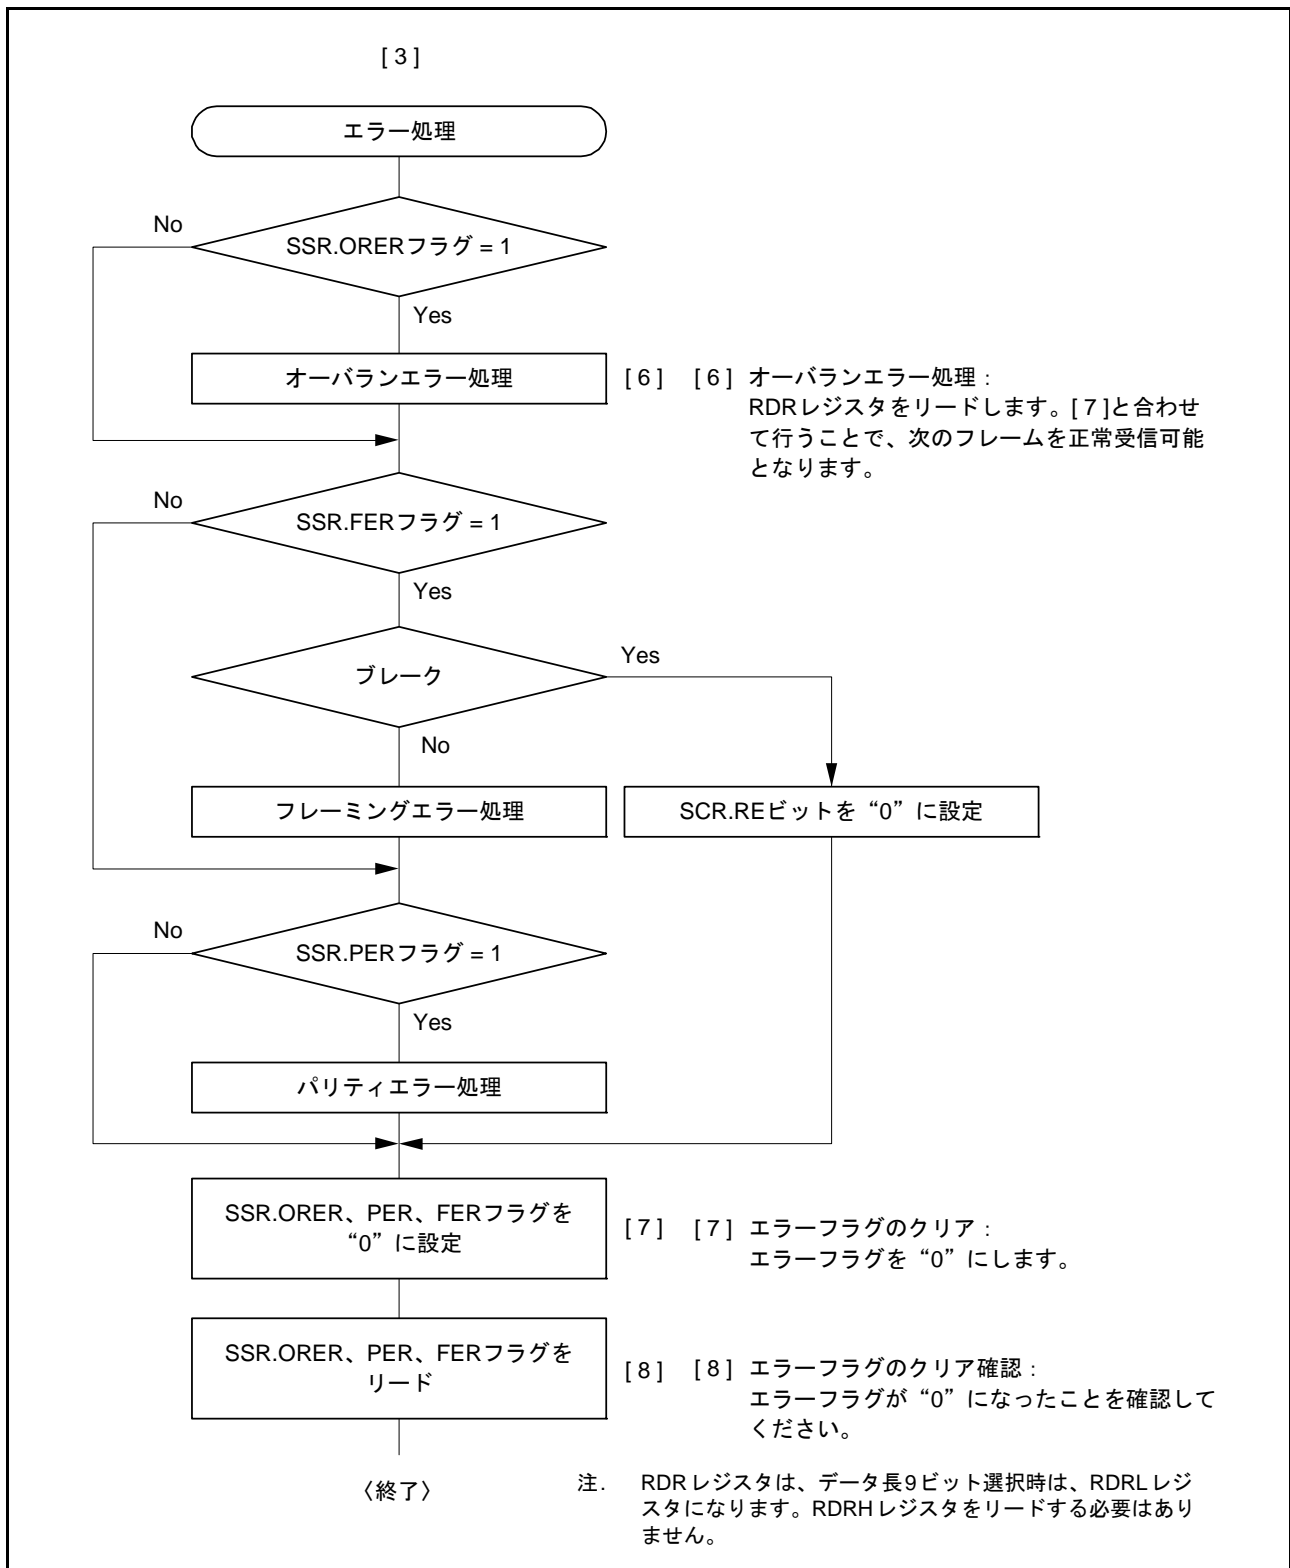 [ 3 ]
エラー処理
No
SSR.ORERフラグ = 1
Yes
オーバランエラー処理
[ 6 ]
[ 6 ] オーバランエラー処理：
RDRレジスタをリードします。[ 7 ]と合わせ
て行うことで、次のフレームを正常受信可能
となります。
No
SSR.FERフラグ = 1
Yes
ブレーク
Yes
No
フレーミングエラー処理
SCR.REビットを“0”に設定
No
SSR.PERフラグ = 1
Yes
パリティエラー処理
SSR.ORER、PER、FERフラグを
“0”に設定
[ 7 ]
[ 7 ] エラーフラグのクリア：
エラーフラグを“0”にします。
SSR.ORER、PER、FERフラグを
リード
[ 8 ]
[ 8 ] エラーフラグのクリア確認：
エラーフラグが“0”になったことを確認して
ください。
〈終了〉
注. RDRレジスタは、データ長9ビット選択時は、RDRLレジ
スタになります。RDRHレジスタをリードする必要はあり
ません。